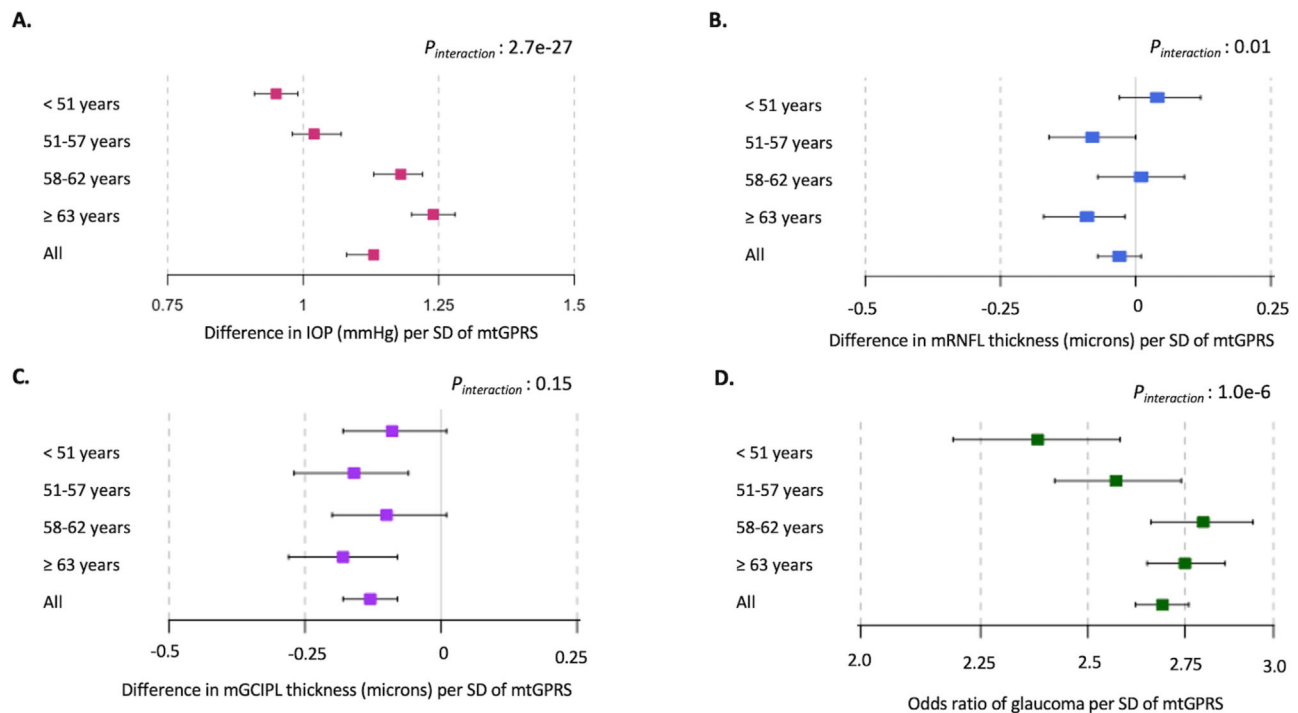 A.
P interaction : 2.7e-27
< 51 years
51-57 years
58-62 years
≥ 63 years
All
0.75 1 1.25 1.5
Difference in IOP (mmHg) per SD of mtGPRS
B.
P interaction : 0.01
< 51 years
51-57 years
58-62 years
≥ 63 years
All
-0.5 -0.25 0 0.25
Difference in mRNFL thickness (microns) per SD of mtGPRS
C.
P interaction : 0.15
< 51 years
51-57 years
58-62 years
≥ 63 years
All
-0.5 -0.25 0 0.25
Difference in mGCIPL thickness (microns) per SD of mtGPRS
D.
P interaction : 1.0e-6
< 51 years
51-57 years
58-62 years
≥ 63 years
All
2.0 2.25 2.5 2.75 3.0
Odds ratio of glaucoma per SD of mtGPRS